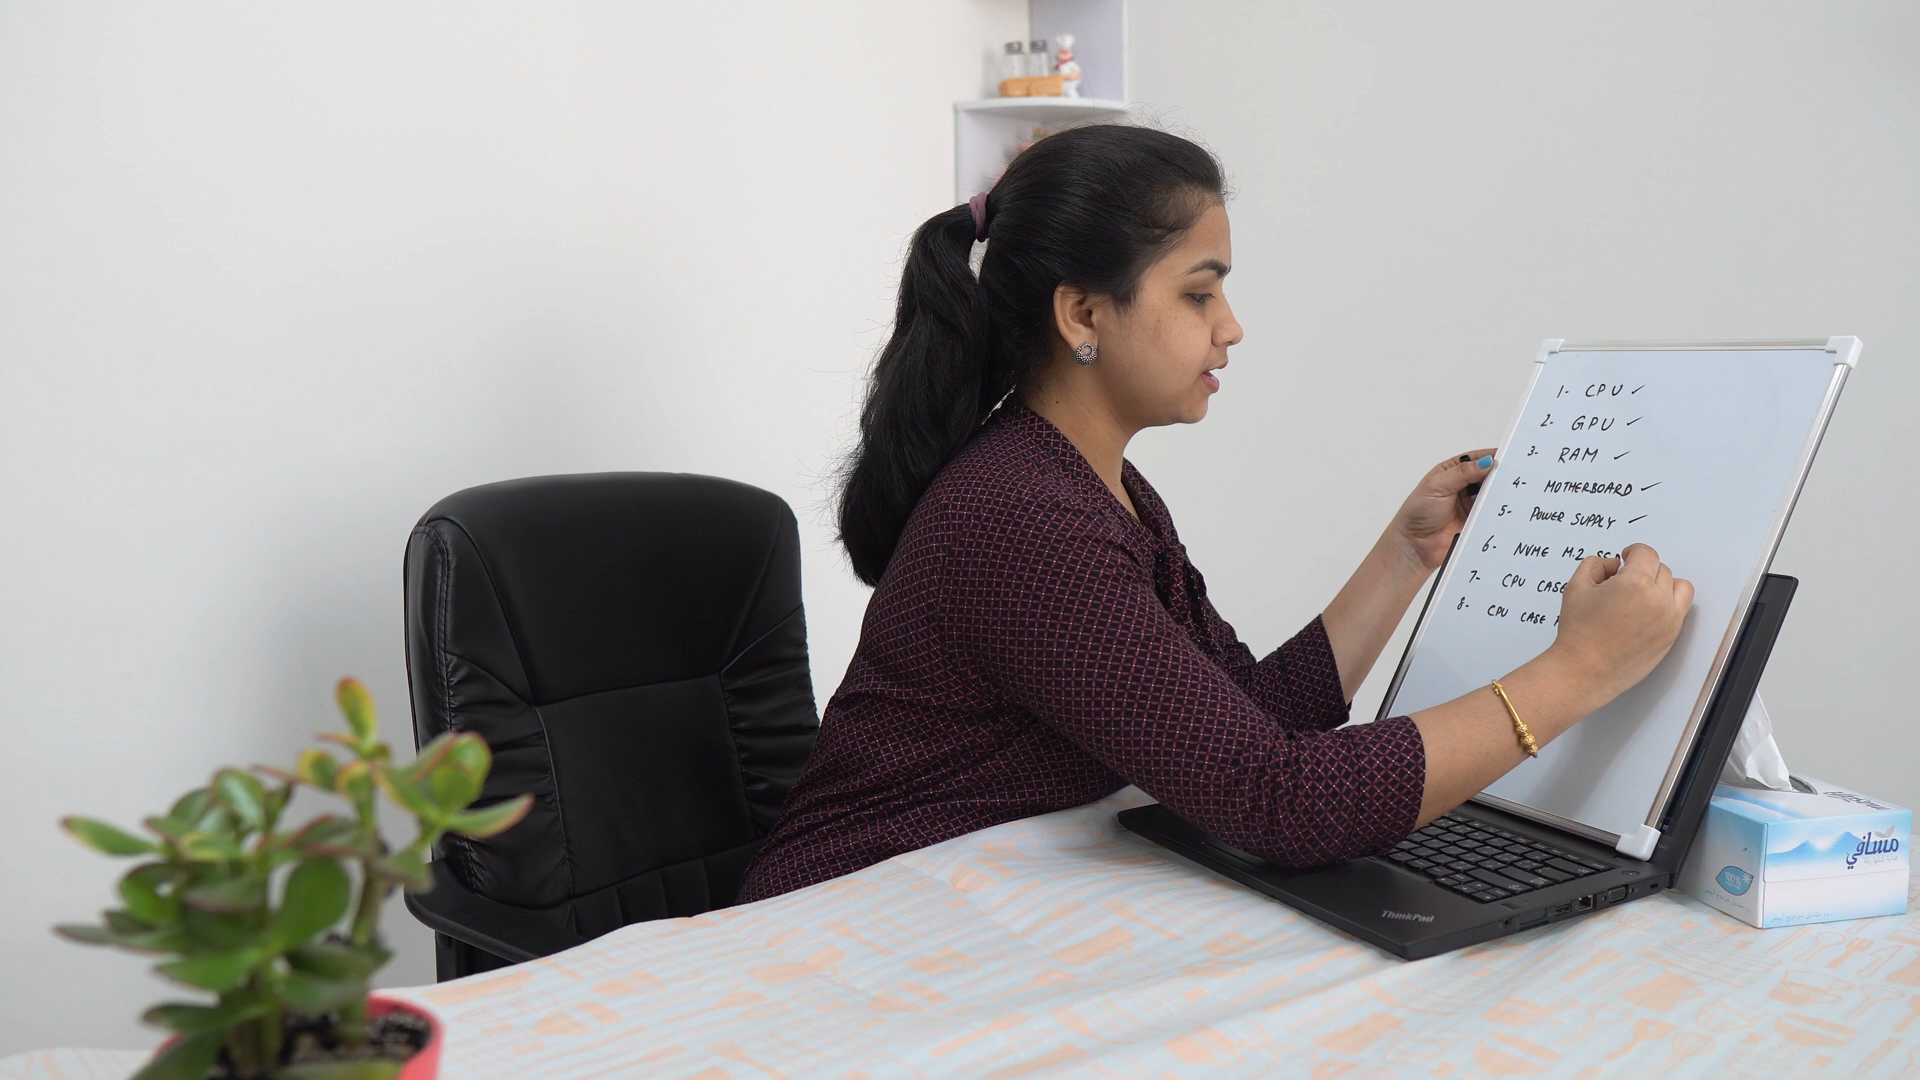 1- CPU ✓
2- GPU ✓
3- RAM ✓
4- MOTHERBOARD ✓
5- POWER SUPPLY ✓
6- NVME M.2
7- CPU CASE
8- CPU CASE
ThinkPad
مسافي